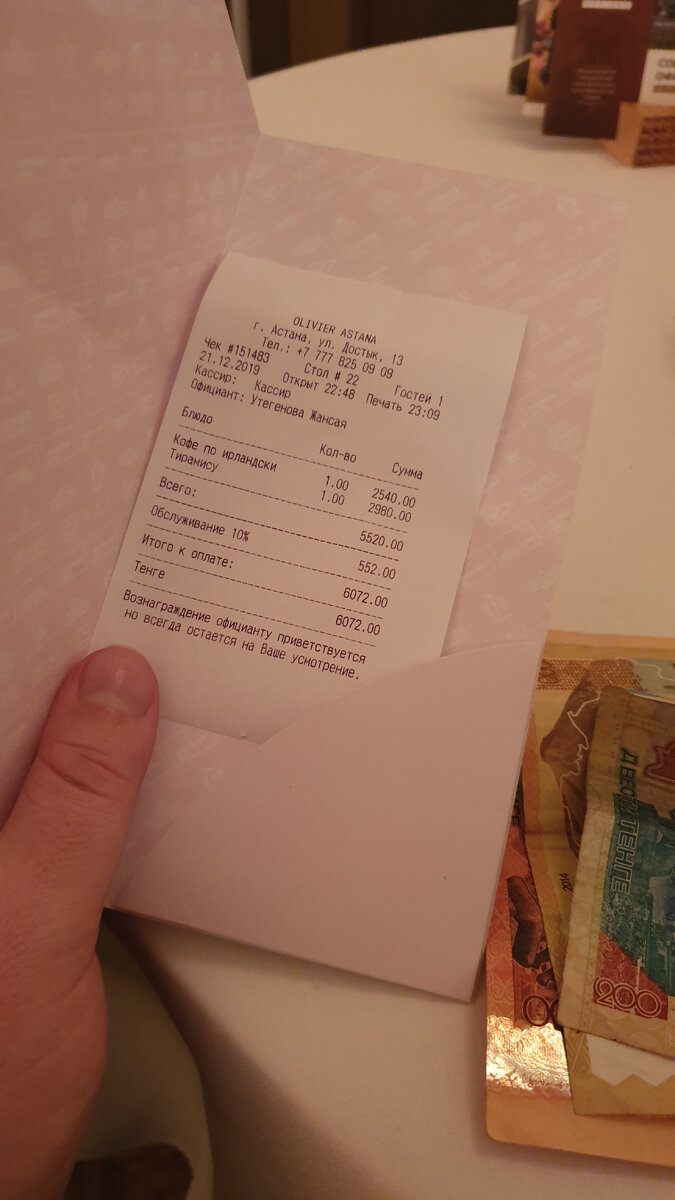 OLIVIER ASTANA
г. Астана, ул. Достык, 13
Тел.: +7 777 825 09 09
Чек #151483 Стол # 22 Гостей 1
21.12.2019 Открыт 22:48 Печать 23:09
Кассир: Кассир
Официант: Утегенова Жансая
Блюдо Кол-во Сумма
Кофе по ирландски 1.00 2540.00
Тирамису 1.00 2980.00
Всего: 5520.00
Обслуживание 10% 552.00
Итого к оплате: 6072.00
Тенге 6072.00
Вознаграждение официанту приветствуется
но всегда остается на Ваше усмотрение.
ДВЕСТИ ТЕНГЕ
2014
200